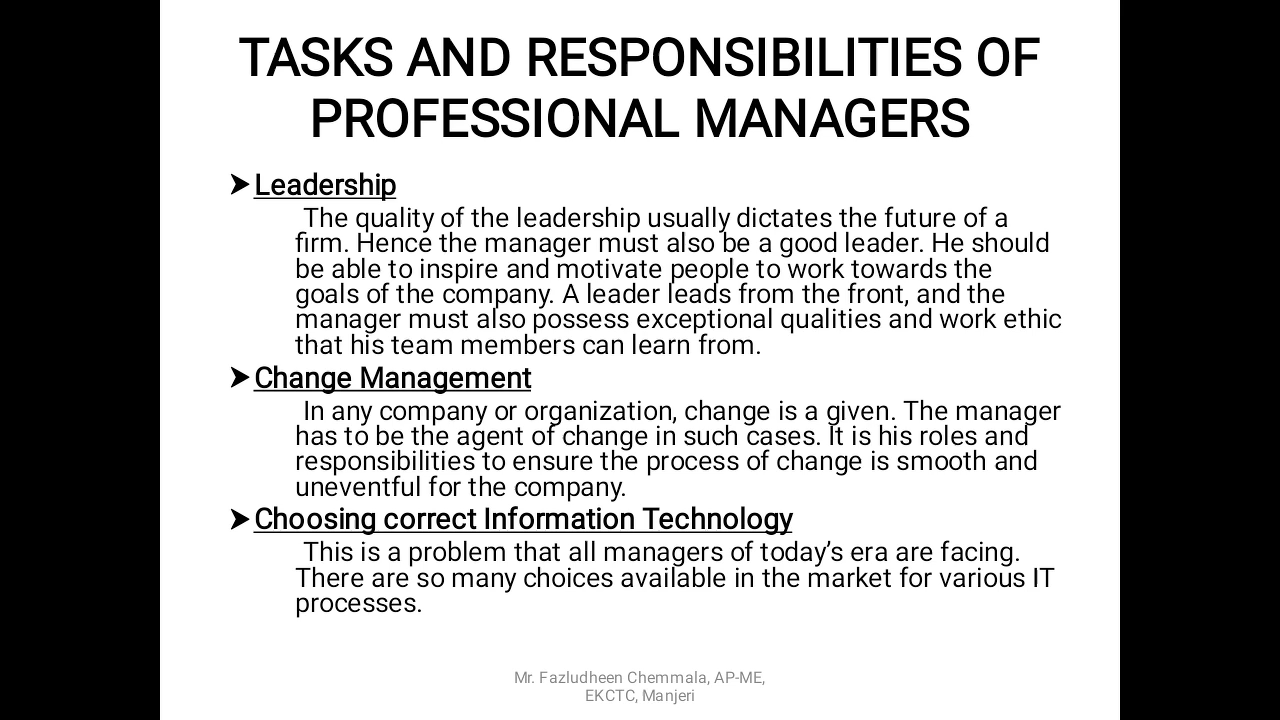 TASKS AND RESPONSIBILITIES OF
PROFESSIONAL MANAGERS
➤Leadership
The quality of the leadership usually dictates the future of a
firm. Hence the manager must also be a good leader. He should
be able to inspire and motivate people to work towards the
goals of the company. A leader leads from the front, and the
manager must also possess exceptional qualities and work ethic
that his team members can learn from.
➤Change Management
In any company or organization, change is a given. The manager
has to be the agent of change in such cases. It is his roles and
responsibilities to ensure the process of change is smooth and
uneventful for the company.
➤Choosing correct Information Technology
This is a problem that all managers of today’s era are facing.
There are so many choices available in the market for various IT
processes.
Mr. Fazludheen Chemmala, AP-ME,
EKCTC, Manjeri